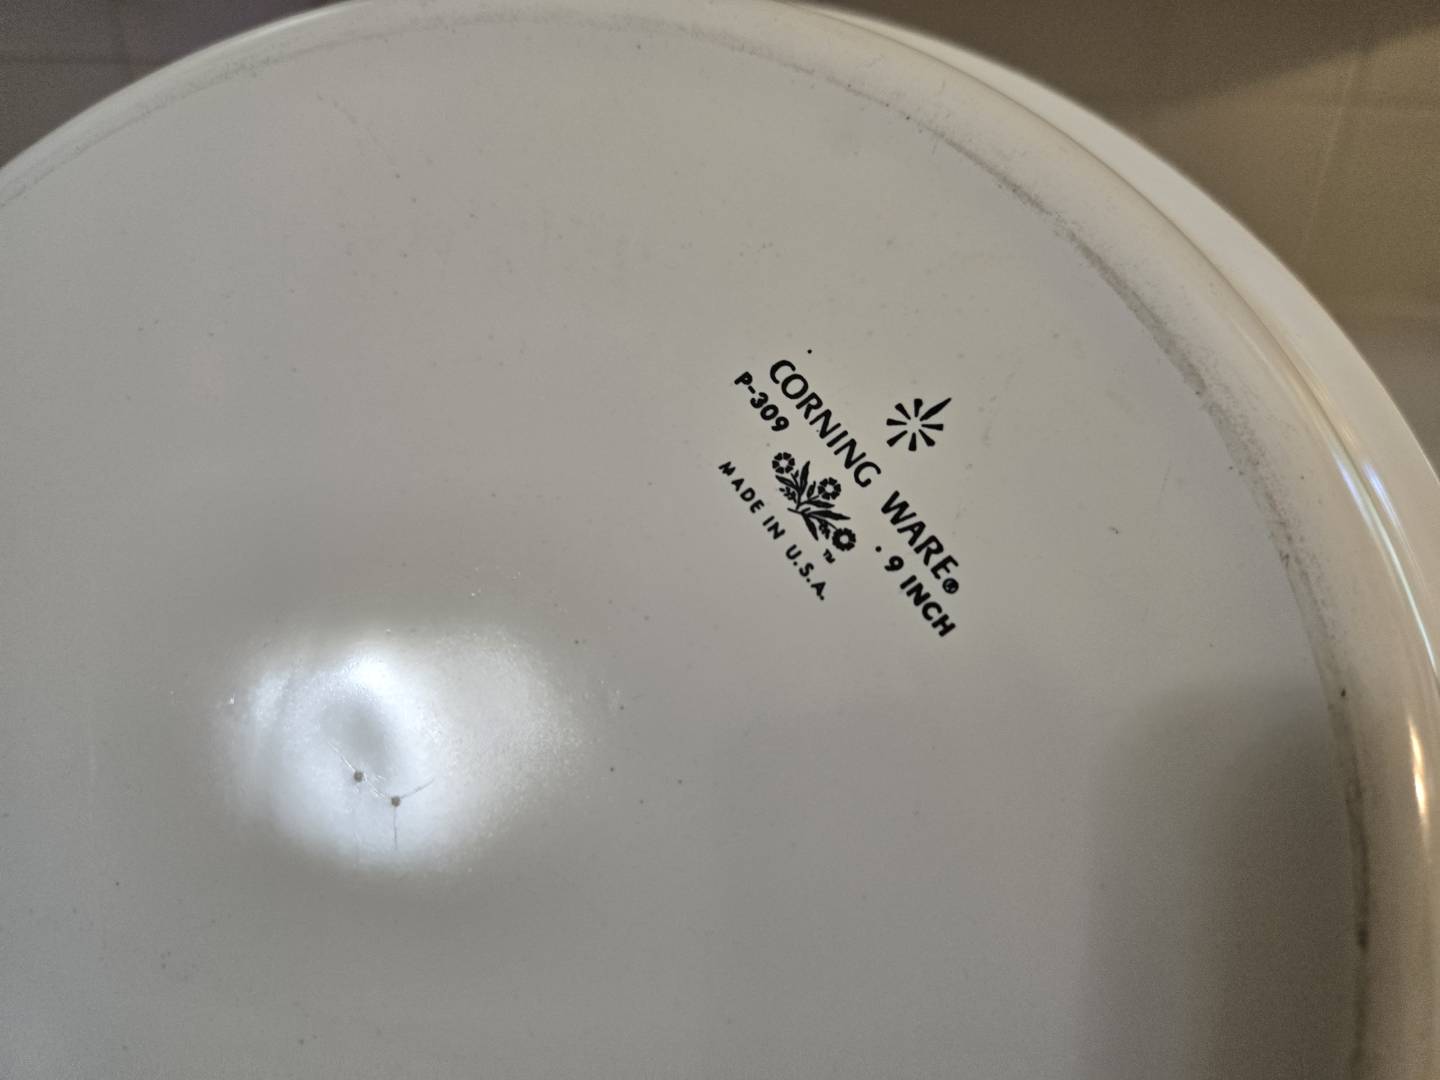 CORNING WARE®
P-309 · 9 INCH
TM
MADE IN U.S.A.